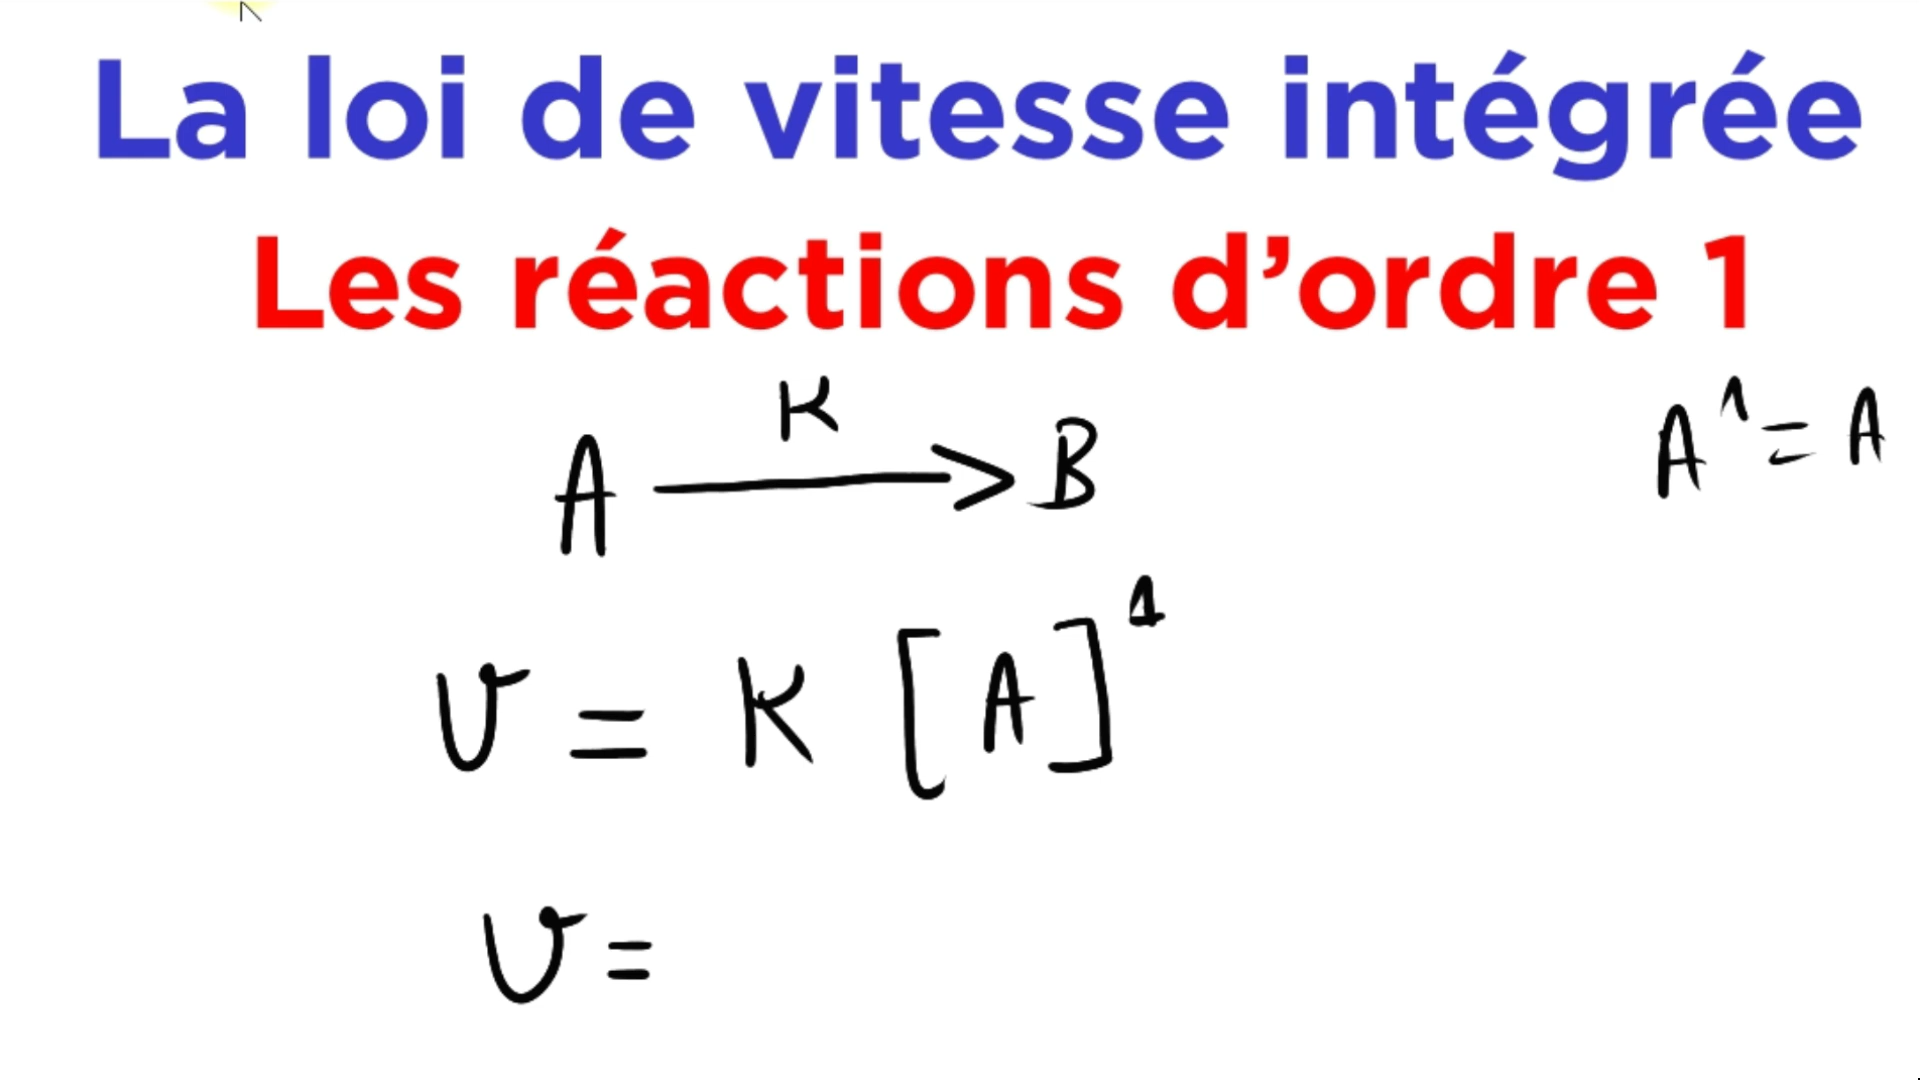 La loi de vitesse intégrée
Les réactions d’ordre 1
K
A ⟶ B
A¹ = A
v = K [A]¹
v =